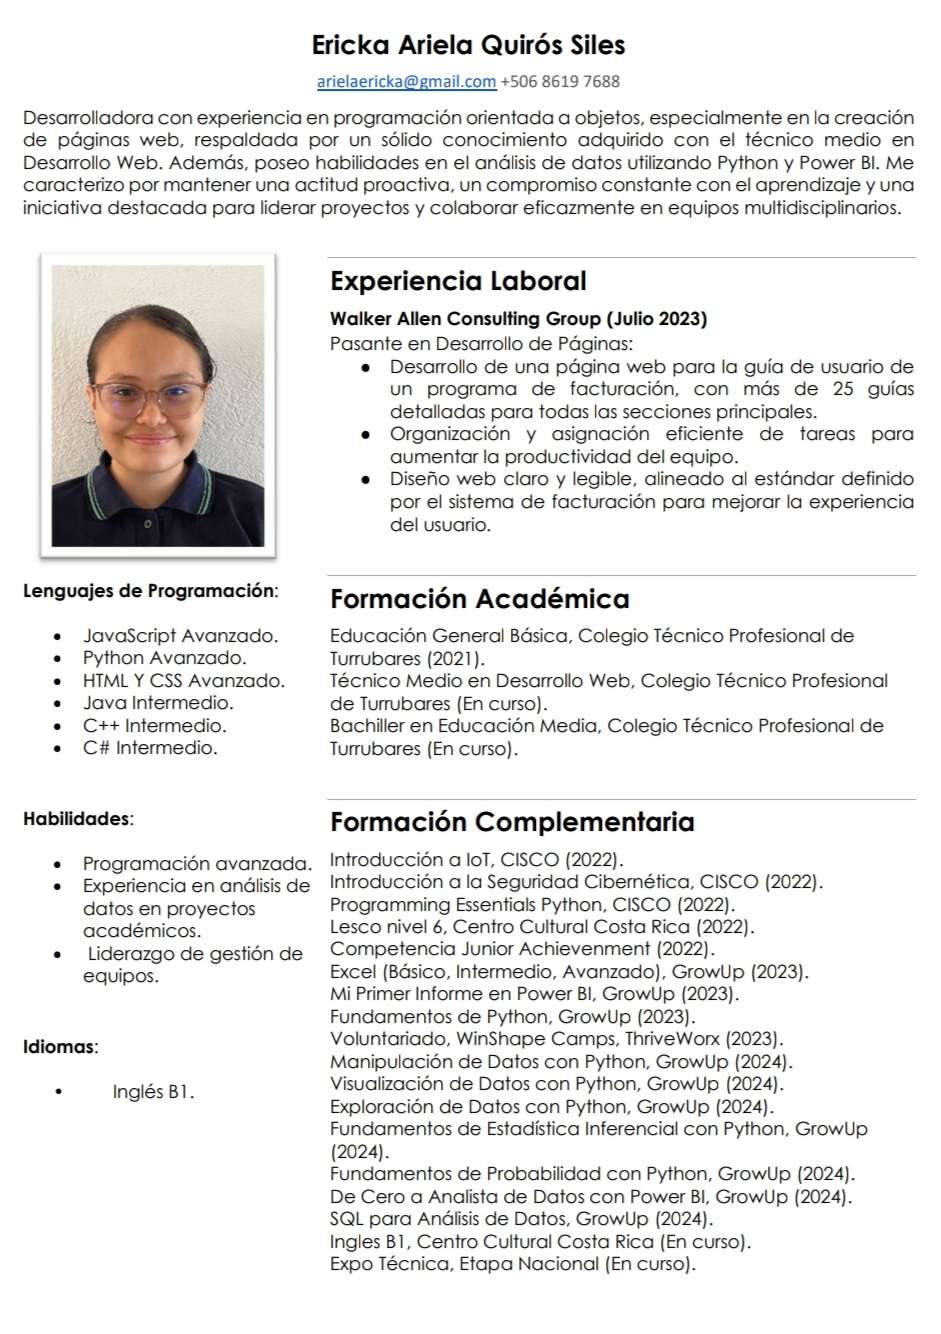 Ericka Ariela Quirós Siles
arielaericka@gmail.com +506 8619 7688
Desarrolladora con experiencia en programación orientada a objetos, especialmente en la creación
de páginas web, respaldada por un sólido conocimiento adquirido con el técnico medio en
Desarrollo Web. Además, poseo habilidades en el análisis de datos utilizando Python y Power BI. Me
caracterizo por mantener una actitud proactiva, un compromiso constante con el aprendizaje y una
iniciativa destacada para liderar proyectos y colaborar eficazmente en equipos multidisciplinarios.
Experiencia Laboral
Walker Allen Consulting Group (Julio 2023)
Pasante en Desarrollo de Páginas:
● Desarrollo de una página web para la guía de usuario de
un programa de facturación, con más de 25 guías
detalladas para todas las secciones principales.
● Organización y asignación eficiente de tareas para
aumentar la productividad del equipo.
● Diseño web claro y legible, alineado al estándar definido
por el sistema de facturación para mejorar la experiencia
del usuario.
Lenguajes de Programación:
• JavaScript Avanzado.
• Python Avanzado.
• HTML Y CSS Avanzado.
• Java Intermedio.
• C++ Intermedio.
• C# Intermedio.
Formación Académica
Educación General Básica, Colegio Técnico Profesional de
Turrubares (2021).
Técnico Medio en Desarrollo Web, Colegio Técnico Profesional
de Turrubares (En curso).
Bachiller en Educación Media, Colegio Técnico Profesional de
Turrubares (En curso).
Habilidades:
• Programación avanzada.
• Experiencia en análisis de
datos en proyectos
académicos.
• Liderazgo de gestión de
equipos.
Idiomas:
• Inglés B1.
Formación Complementaria
Introducción a IoT, CISCO (2022).
Introducción a la Seguridad Cibernética, CISCO (2022).
Programming Essentials Python, CISCO (2022).
Lesco nivel 6, Centro Cultural Costa Rica (2022).
Competencia Junior Achievenment (2022).
Excel (Básico, Intermedio, Avanzado), GrowUp (2023).
Mi Primer Informe en Power BI, GrowUp (2023).
Fundamentos de Python, GrowUp (2023).
Voluntariado, WinShape Camps, ThriveWorx (2023).
Manipulación de Datos con Python, GrowUp (2024).
Visualización de Datos con Python, GrowUp (2024).
Exploración de Datos con Python, GrowUp (2024).
Fundamentos de Estadística Inferencial con Python, GrowUp
(2024).
Fundamentos de Probabilidad con Python, GrowUp (2024).
De Cero a Analista de Datos con Power BI, GrowUp (2024).
SQL para Análisis de Datos, GrowUp (2024).
Ingles B1, Centro Cultural Costa Rica (En curso).
Expo Técnica, Etapa Nacional (En curso).